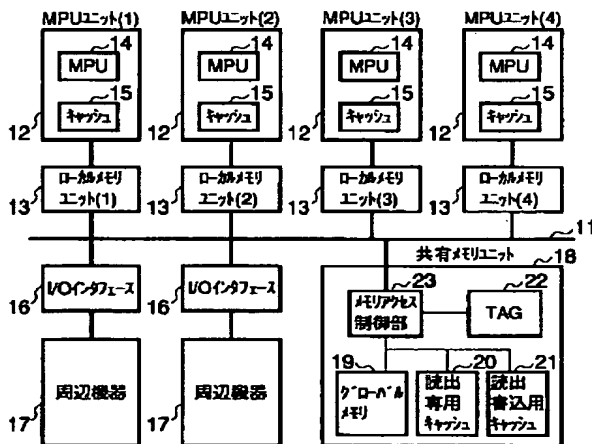 MPUユニット(1)
MPUユニット(2)
MPUユニット(3)
MPUユニット(4)
14
14
14
14
MPU
MPU
MPU
MPU
15
15
15
15
キャッシュ
キャッシュ
キャッシュ
キャッシュ
12
12
12
12
ローカルメモリ
ユニット(1)
ローカルメモリ
ユニット(2)
ローカルメモリ
ユニット(3)
ローカルメモリ
ユニット(4)
13
13
13
13
11
共有メモリユニット
18
I/Oインタフェース
I/Oインタフェース
16
16
23
メモリアクセス
制御部
22
TAG
周辺機器
周辺機器
17
17
19
グローバル
メモリ
20
読出
専用
キャッシュ
21
読出
書込用
キャッシュ